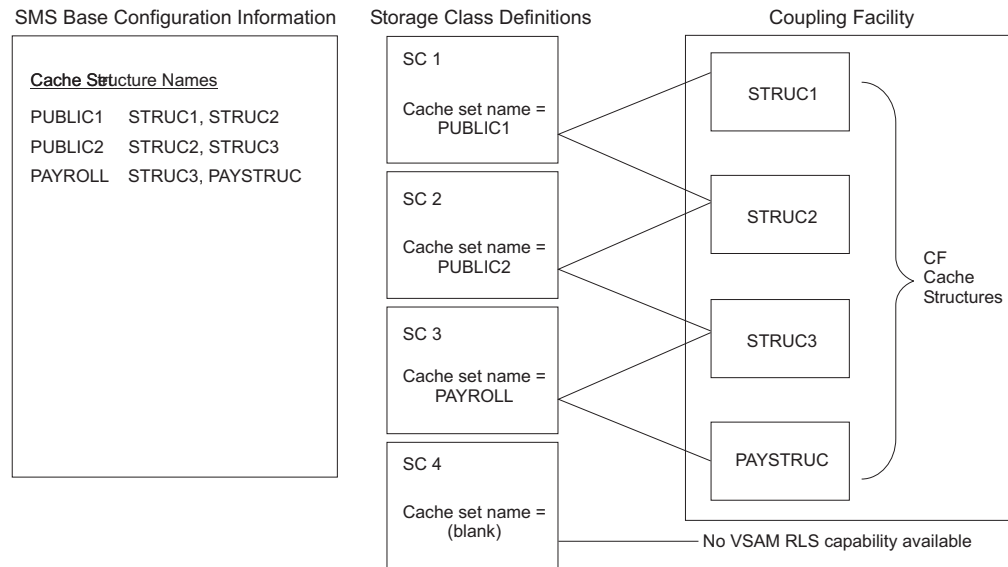 SMS Base Configuration Information
Cache Set Structure Names
PUBLIC1 STRUC1, STRUC2
PUBLIC2 STRUC2, STRUC3
PAYROLL STRUC3, PAYSTRUC
Storage Class Definitions
SC 1
Cache set name =
PUBLIC1
SC 2
Cache set name =
PUBLIC2
SC 3
Cache set name =
PAYROLL
SC 4
Cache set name =
(blank)
Coupling Facility
STRUC1
STRUC2
STRUC3
PAYSTRUC
CF
Cache
Structures
No VSAM RLS capability available